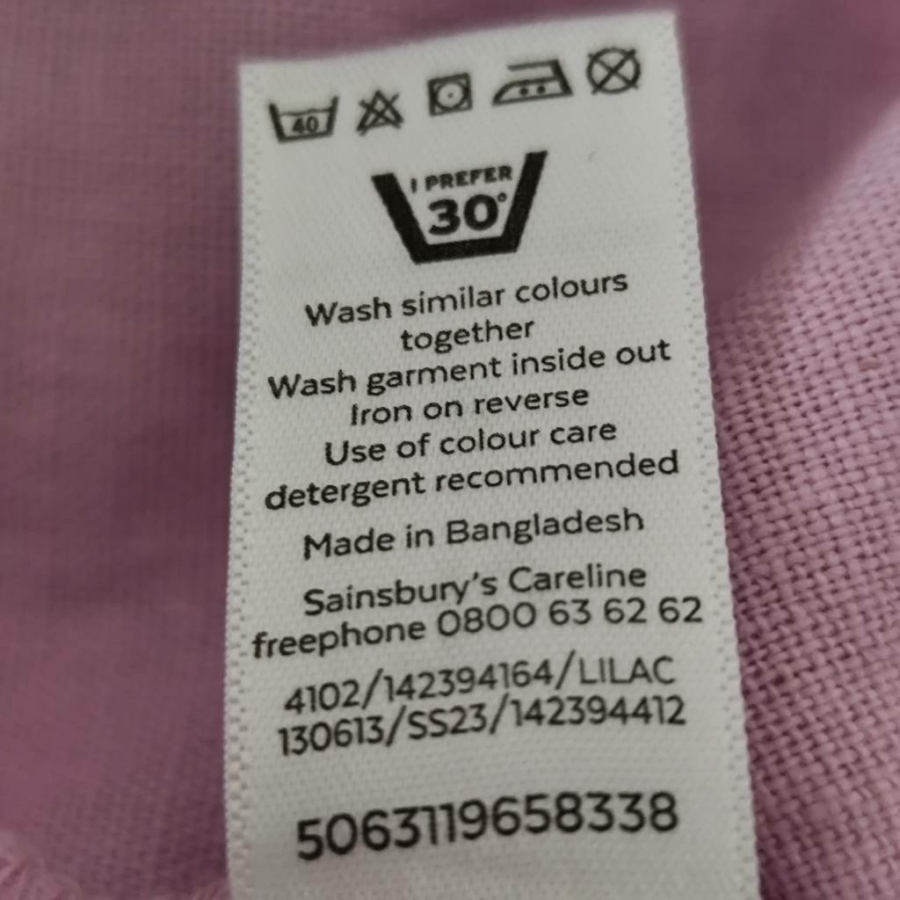 40
I PREFER
30°
Wash similar colours
together
Wash garment inside out
Iron on reverse
Use of colour care
detergent recommended
Made in Bangladesh
Sainsbury's Careline
freephone 0800 63 62 62
4102/142394164/LILAC
130613/SS23/142394412
5063119658338